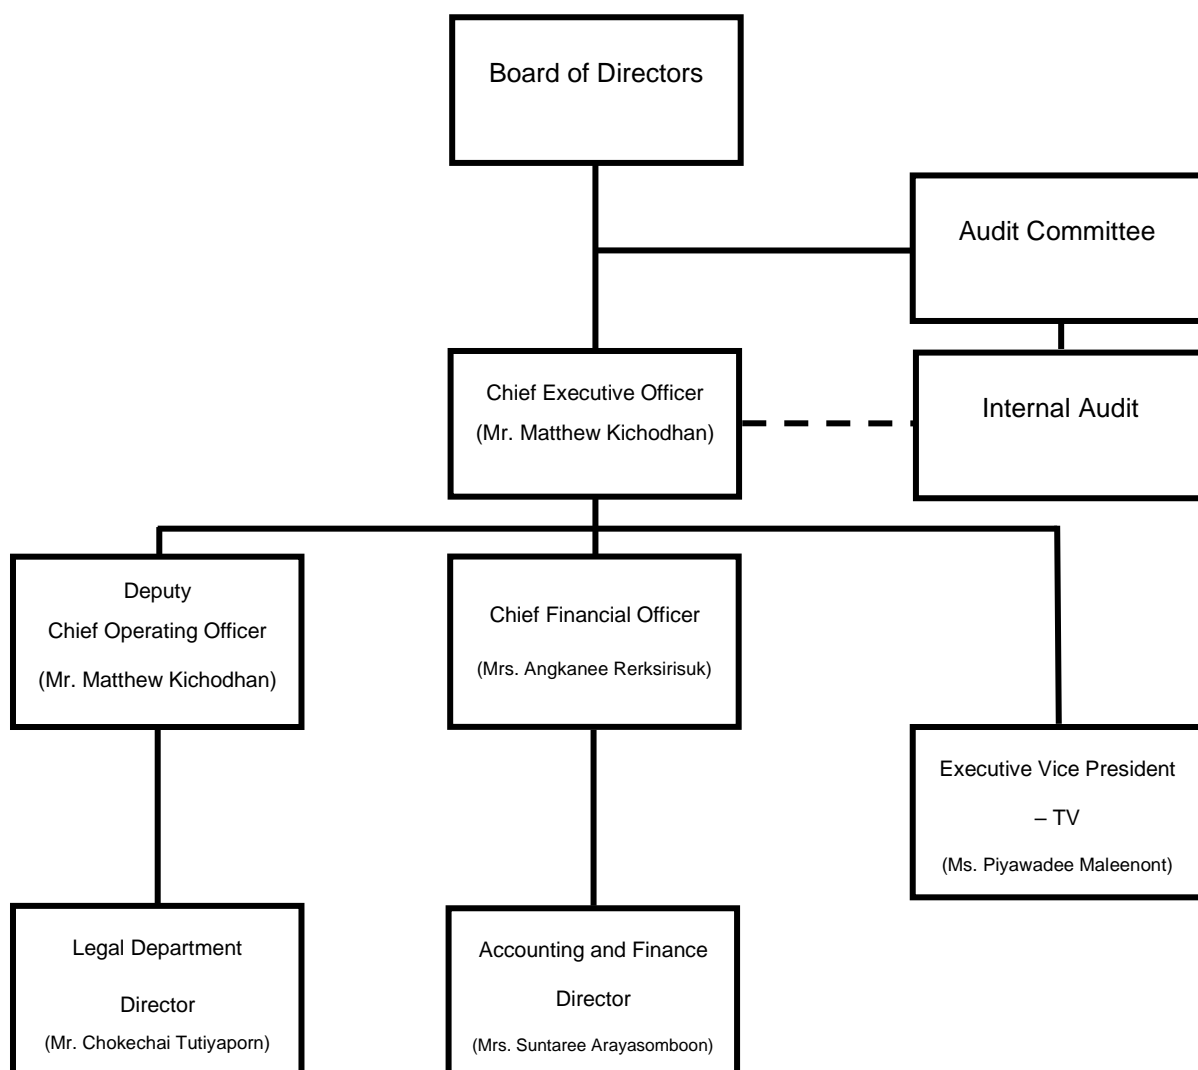 Board of Directors
Audit Committee
Chief Executive Officer
(Mr. Matthew Kichodhan)
Internal Audit
Deputy
Chief Operating Officer
(Mr. Matthew Kichodhan)
Chief Financial Officer
(Mrs. Angkanee Rerksirisuk)
Executive Vice President
– TV
(Ms. Piyawadee Maleenont)
Legal Department
Director
(Mr. Chokechai Tutiyaporn)
Accounting and Finance
Director
(Mrs. Suntaree Arayasomboon)